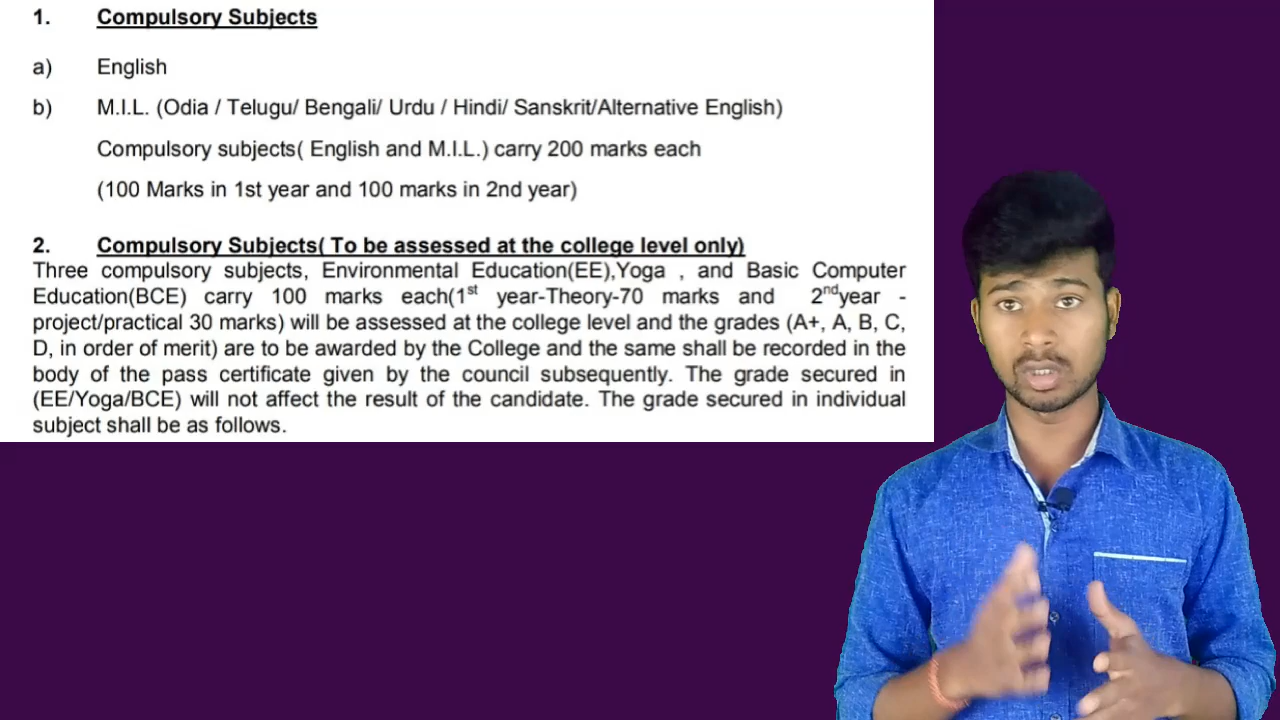 1. Compulsory Subjects
a) English
b) M.I.L. (Odia / Telugu/ Bengali/ Urdu / Hindi/ Sanskrit/Alternative English)
Compulsory subjects( English and M.I.L.) carry 200 marks each
(100 Marks in 1st year and 100 marks in 2nd year)
2. Compulsory Subjects( To be assessed at the college level only)
Three compulsory subjects, Environmental Education(EE),Yoga , and Basic Computer
Education(BCE) carry 100 marks each(1st year-Theory-70 marks and 2ndyear -
project/practical 30 marks) will be assessed at the college level and the grades (A+, A, B, C,
D, in order of merit) are to be awarded by the College and the same shall be recorded in the
body of the pass certificate given by the council subsequently. The grade secured in
(EE/Yoga/BCE) will not affect the result of the candidate. The grade secured in individual
subject shall be as follows.